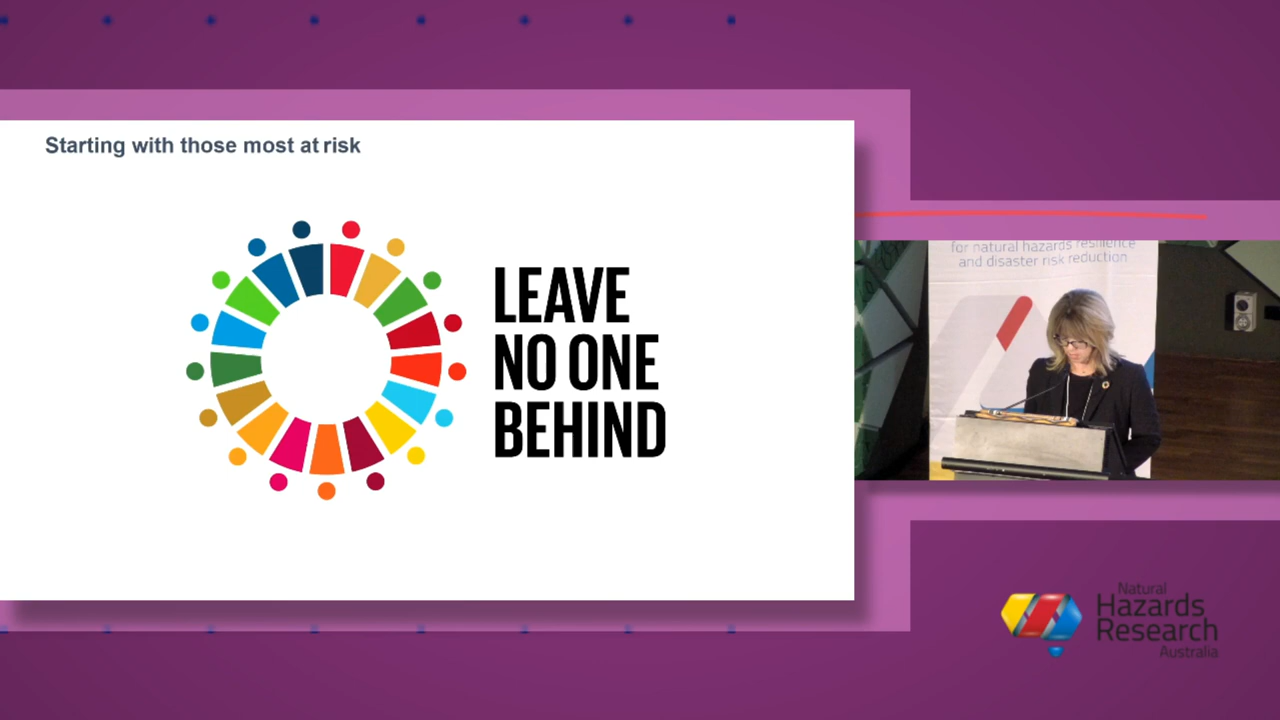 Starting with those most at risk
LEAVE
NO ONE
BEHIND
for natural hazards resilience
and disaster risk reduction
Natural
Hazards
Research
Australia